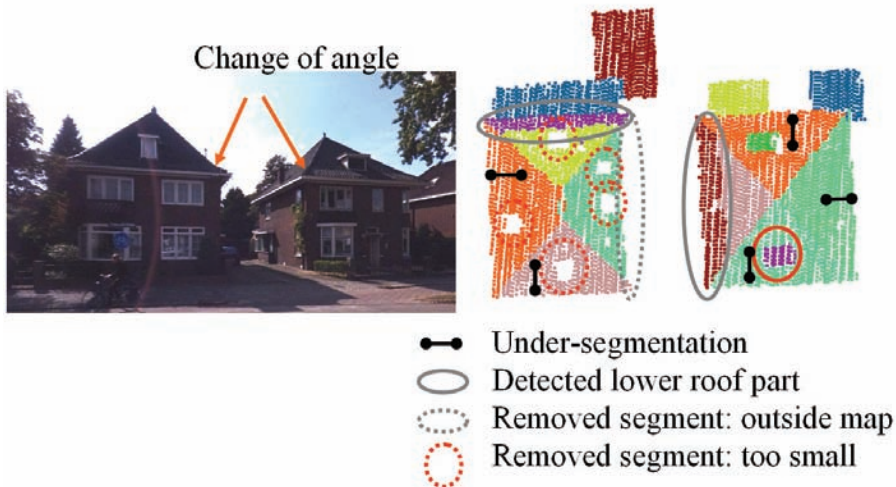 Change of angle
Under-segmentation
Detected lower roof part
Removed segment: outside map
Removed segment: too small